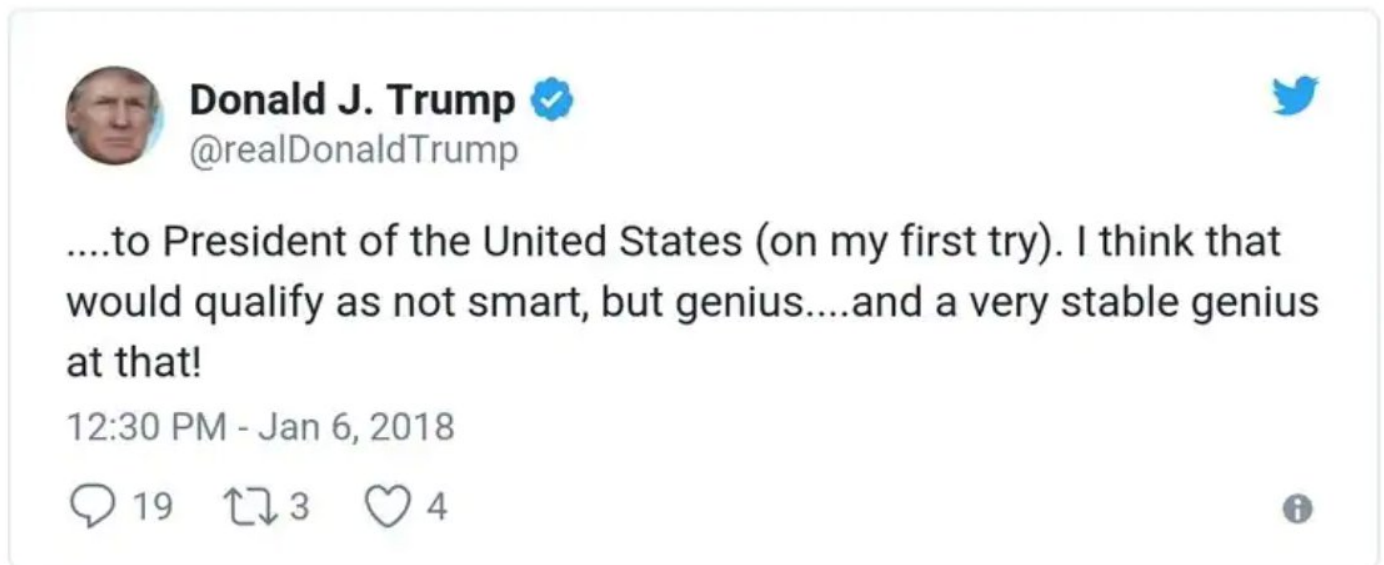 Donald J. Trump
@realDonaldTrump
....to President of the United States (on my first try). I think that
would qualify as not smart, but genius....and a very stable genius
at that!
12:30 PM - Jan 6, 2018
19 3 4